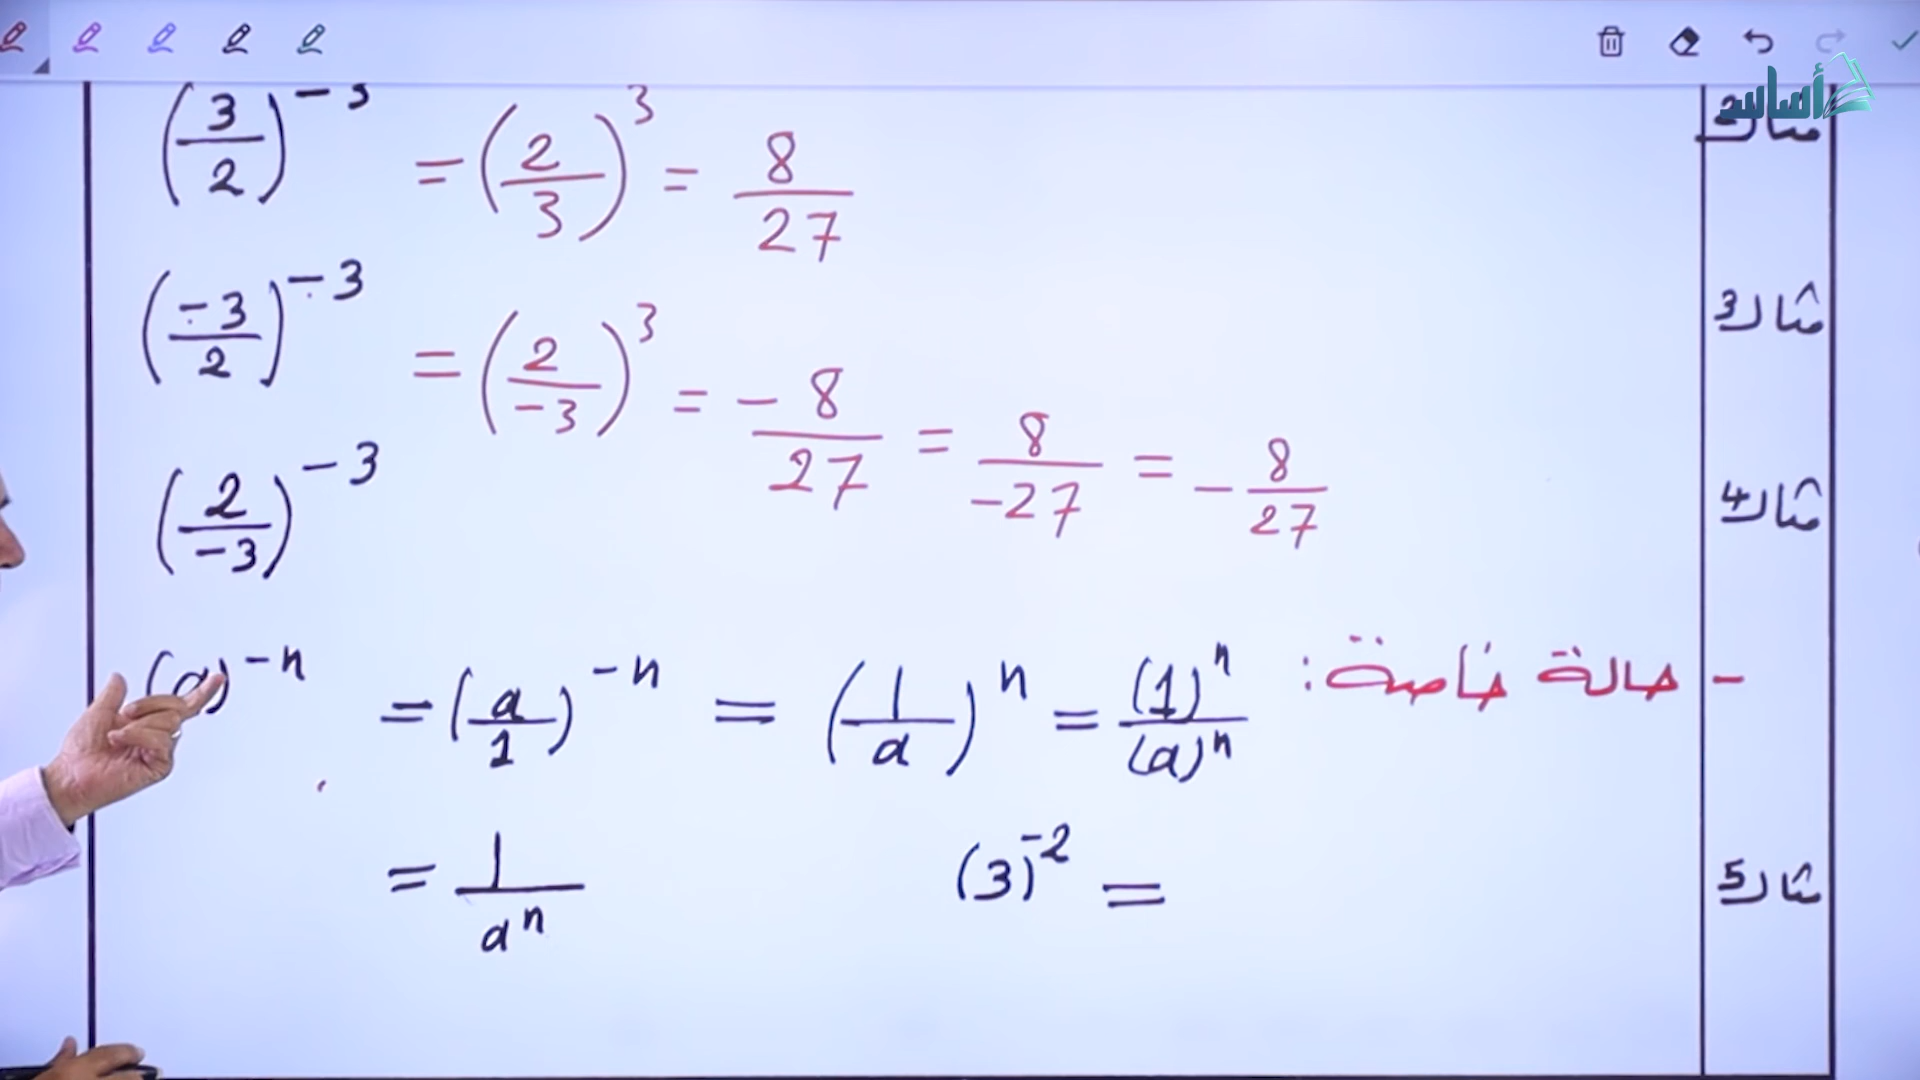 أساس
(3/2)^-3 = (2/3)^3 = 8/27
مثال3 (-3/2)^-3 = (2/-3)^3 = -8/27 = 8/-27 = -8/27
مثال4 (2/-3)^-3
- حالة خاصة: (a)^-n = (a/1)^-n = (1/a)^n = (1)^n/(a)^n
= 1/a^n
مثال5 (3)^-2 =